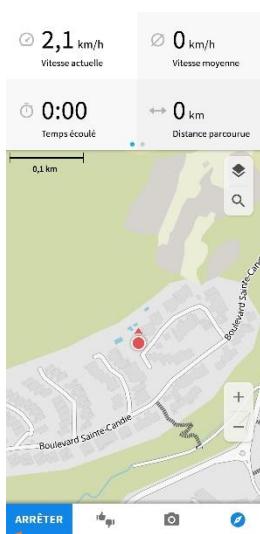 2,1 km/h
Vitesse actuelle
0 km/h
Vitesse moyenne
0:00
Temps écoulé
0 km
Distance parcourue
0,1 km
Boulevard Sainte-Candie
Boulevard Sainte-Candie
+
−
ARRÊTER